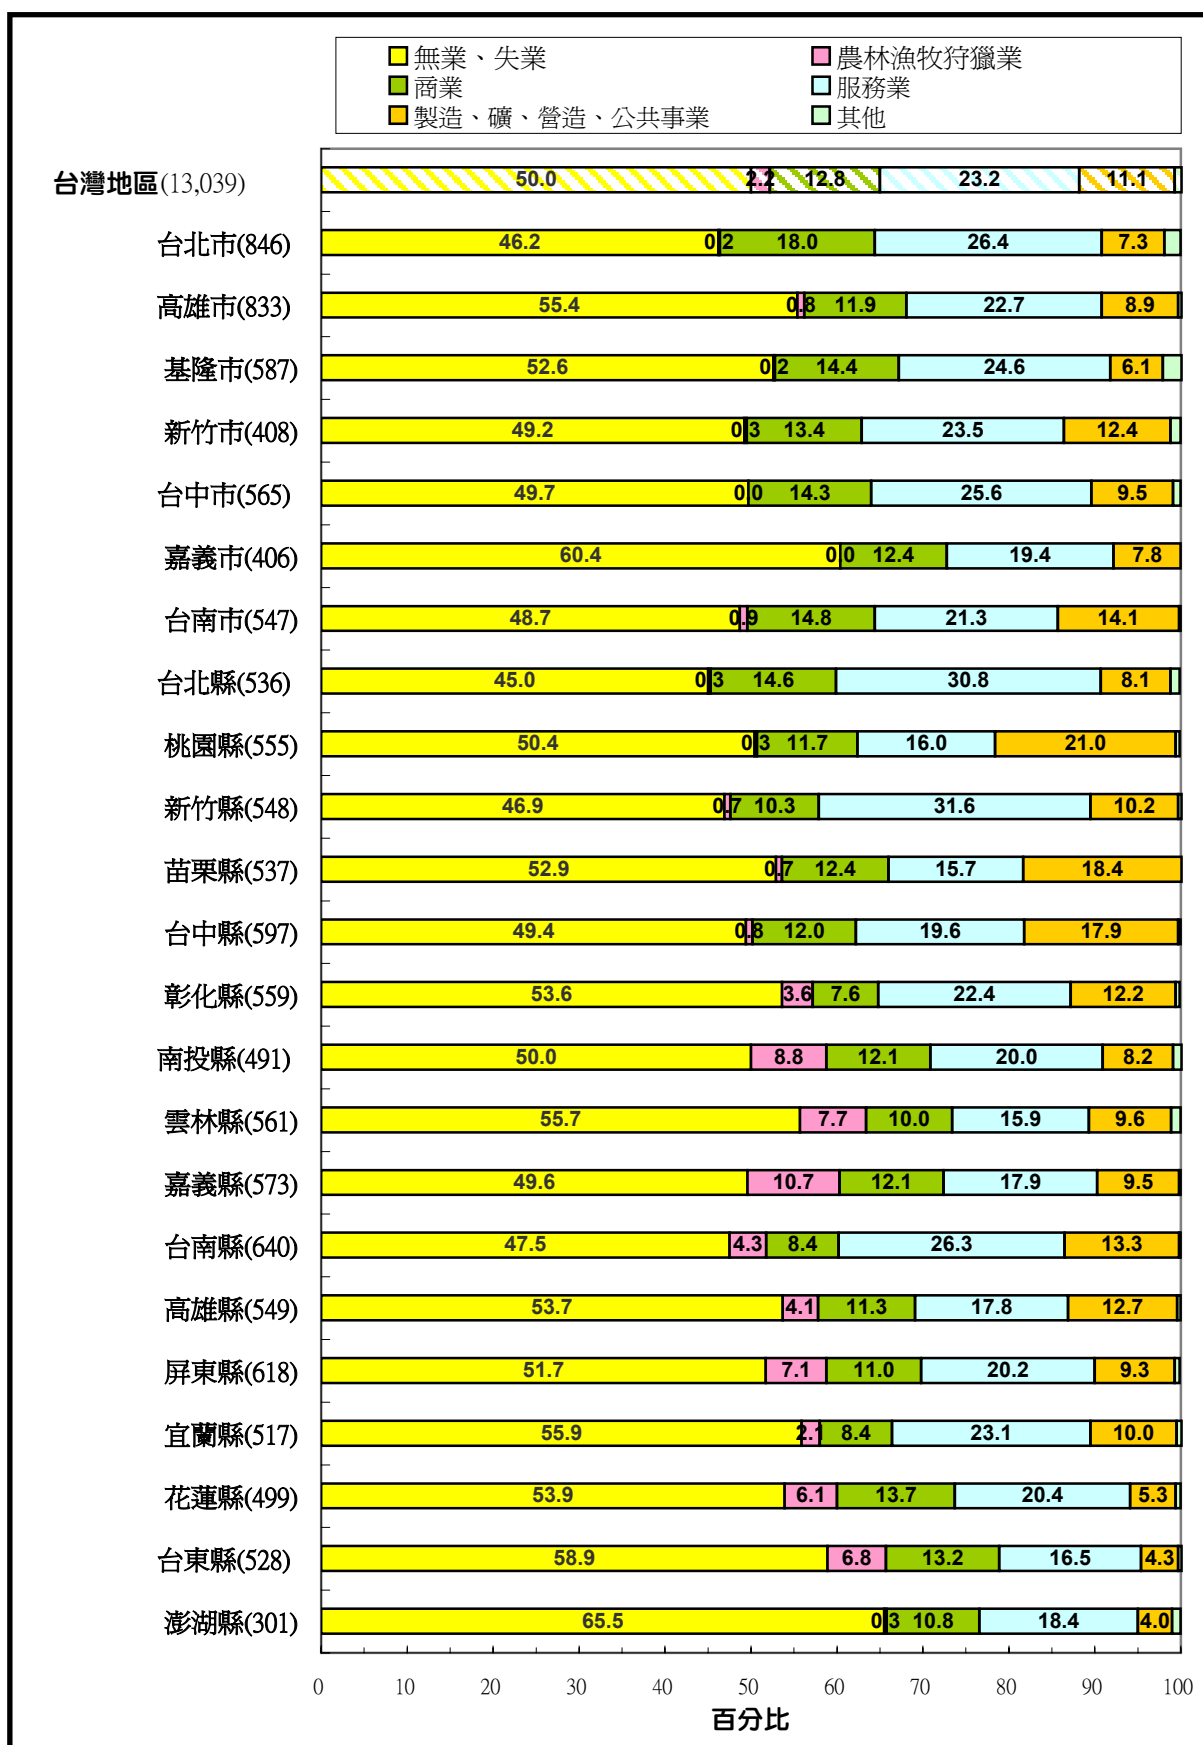 無業、失業 農林漁牧狩獵業
商業 服務業
製造、礦、營造、公共事業 其他
台灣地區(13,039) 50.0 2.2 12.8 23.2 11.1
台北市(846) 46.2 0.2 18.0 26.4 7.3
高雄市(833) 55.4 0.8 11.9 22.7 8.9
基隆市(587) 52.6 0.2 14.4 24.6 6.1
新竹市(408) 49.2 0.3 13.4 23.5 12.4
台中市(565) 49.7 0.0 14.3 25.6 9.5
嘉義市(406) 60.4 0.0 12.4 19.4 7.8
台南市(547) 48.7 0.9 14.8 21.3 14.1
台北縣(536) 45.0 0.3 14.6 30.8 8.1
桃園縣(555) 50.4 0.3 11.7 16.0 21.0
新竹縣(548) 46.9 0.7 10.3 31.6 10.2
苗栗縣(537) 52.9 0.7 12.4 15.7 18.4
台中縣(597) 49.4 0.8 12.0 19.6 17.9
彰化縣(559) 53.6 3.6 7.6 22.4 12.2
南投縣(491) 50.0 8.8 12.1 20.0 8.2
雲林縣(561) 55.7 7.7 10.0 15.9 9.6
嘉義縣(573) 49.6 10.7 12.1 17.9 9.5
台南縣(640) 47.5 4.3 8.4 26.3 13.3
高雄縣(549) 53.7 4.1 11.3 17.8 12.7
屏東縣(618) 51.7 7.1 11.0 20.2 9.3
宜蘭縣(517) 55.9 2.1 8.4 23.1 10.0
花蓮縣(499) 53.9 6.1 13.7 20.4 5.3
台東縣(528) 58.9 6.8 13.2 16.5 4.3
澎湖縣(301) 65.5 0.3 10.8 18.4 4.0
0 10 20 30 40 50 60 70 80 90 100
百分比